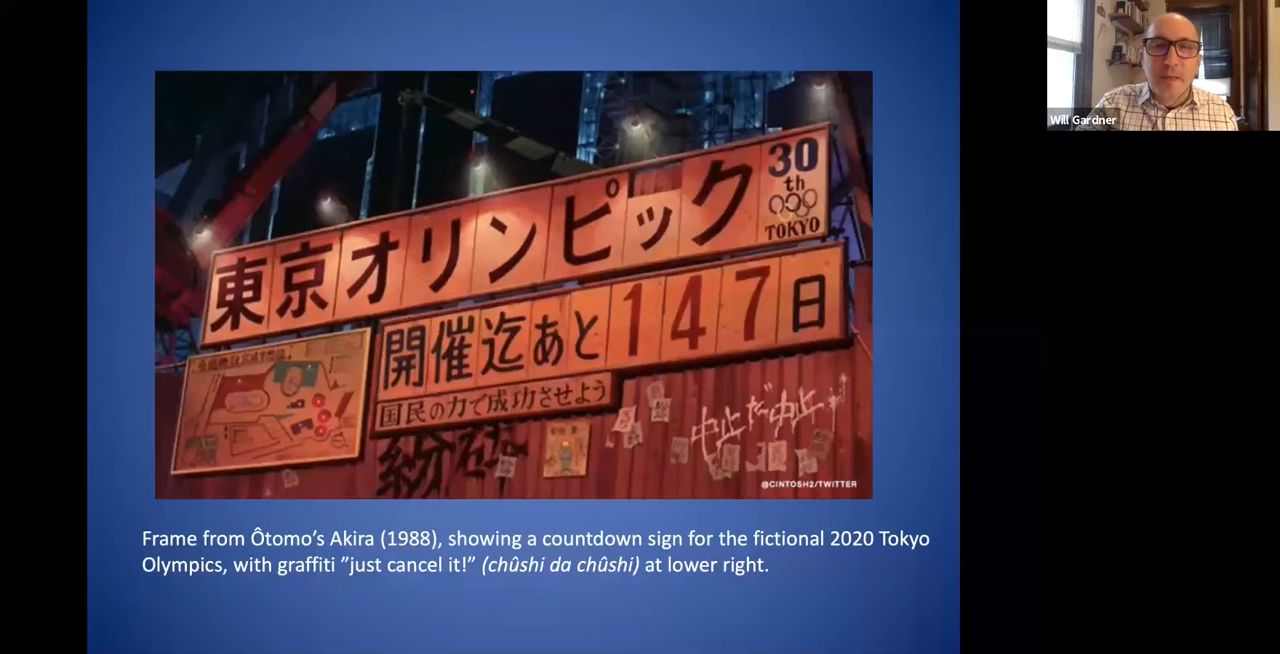 Will Gardner
東京オリンピック
30
th
TOKYO
開催迄あと147日
国民の力で成功させよう
粉砕
中止だ中止
@CINTOSH2/TWITTER
Frame from Ôtomo’s Akira (1988), showing a countdown sign for the fictional 2020 Tokyo
Olympics, with graffiti ”just cancel it!” (chûshi da chûshi) at lower right.